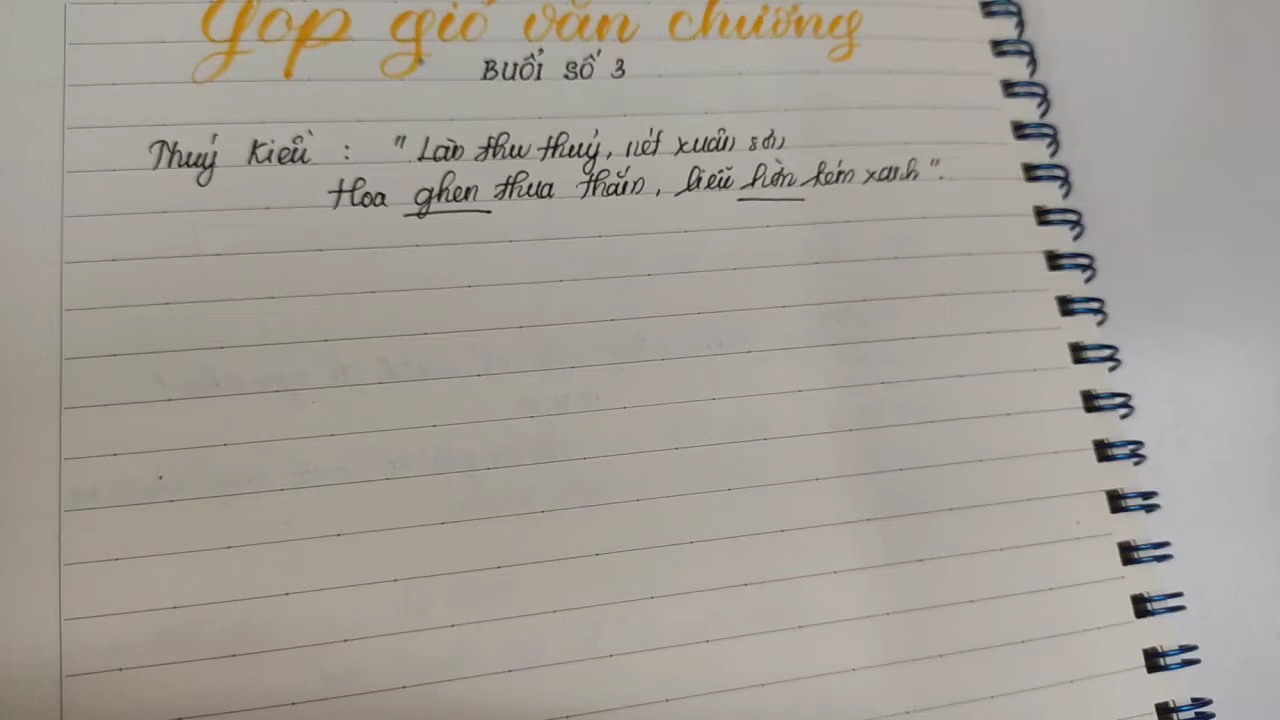 Góp gió văn chương
BUỔI SỐ 3
Thuý Kiều : " Làn thu thuỷ, nét xuân sơn
Hoa ghen thua thắm, liễu hờn kém xanh ".